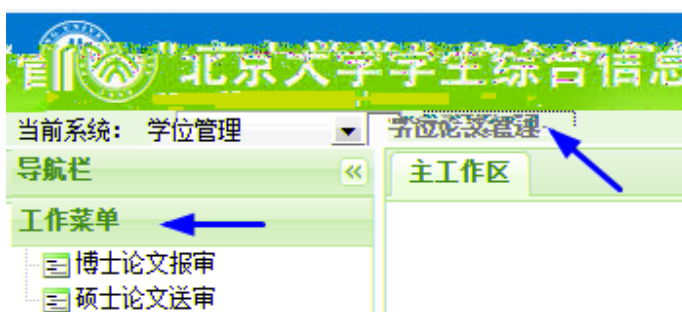 北京大学学生综合信息
当前系统： 学位管理 学位论文管理
导航栏 主工作区
工作菜单
博士论文报审
硕士论文送审